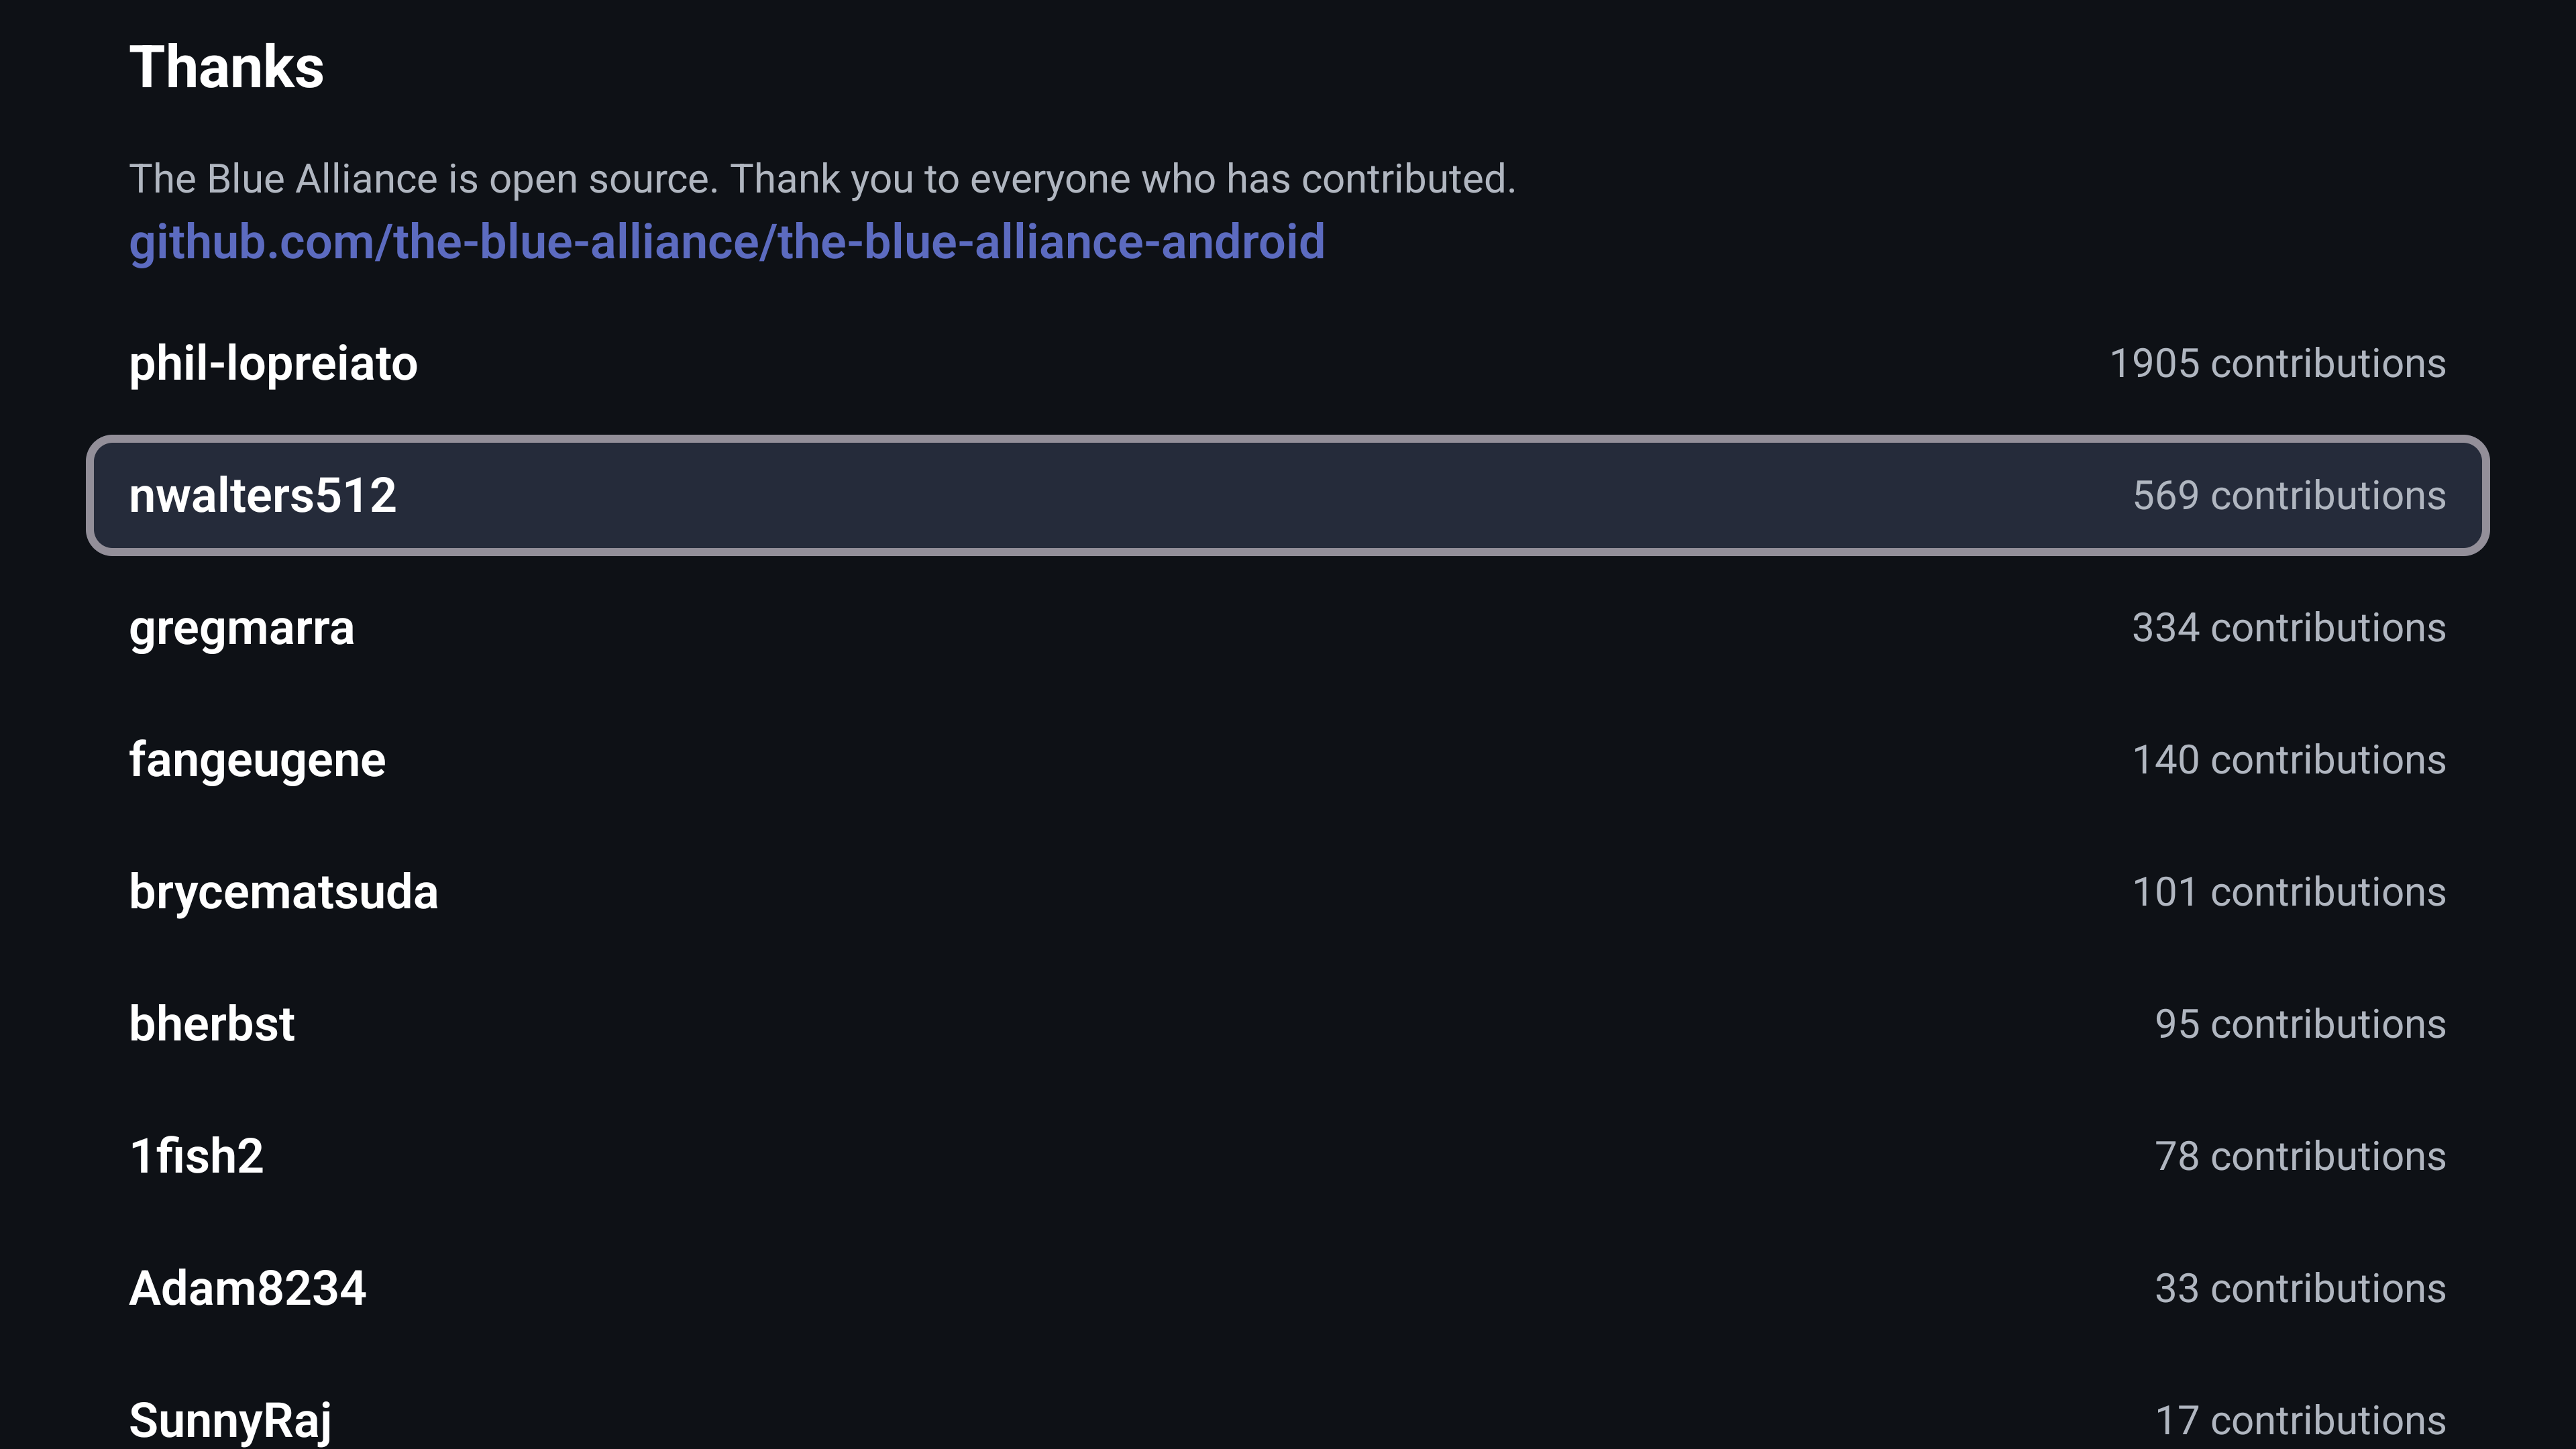 Thanks
The Blue Alliance is open source. Thank you to everyone who has contributed.
github.com/the-blue-alliance/the-blue-alliance-android
phil-lopreiato 1905 contributions
nwalters512 569 contributions
gregmarra 334 contributions
fangeugene 140 contributions
brycematsuda 101 contributions
bherbst 95 contributions
1fish2 78 contributions
Adam8234 33 contributions
SunnyRaj 17 contributions